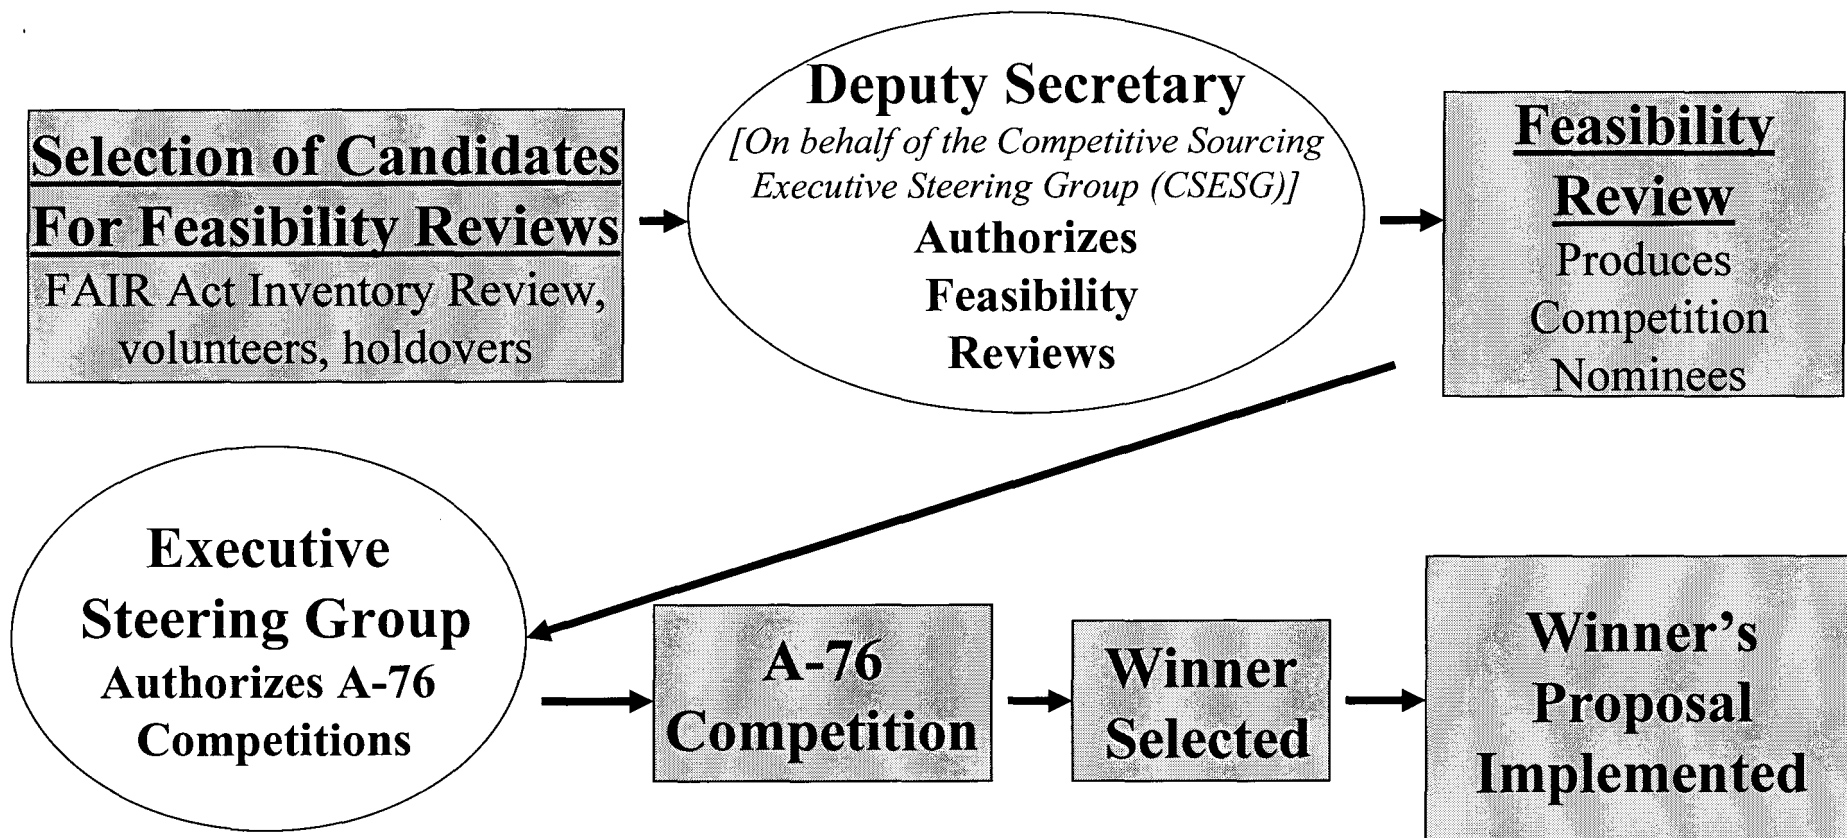 Selection of Candidates
For Feasibility Reviews
FAIR Act Inventory Review,
volunteers, holdovers
Deputy Secretary
[On behalf of the Competitive Sourcing
Executive Steering Group (CSESG)]
Authorizes
Feasibility
Reviews
Feasibility
Review
Produces
Competition
Nominees
Executive
Steering Group
Authorizes A-76
Competitions
A-76
Competition
Winner
Selected
Winner's
Proposal
Implemented